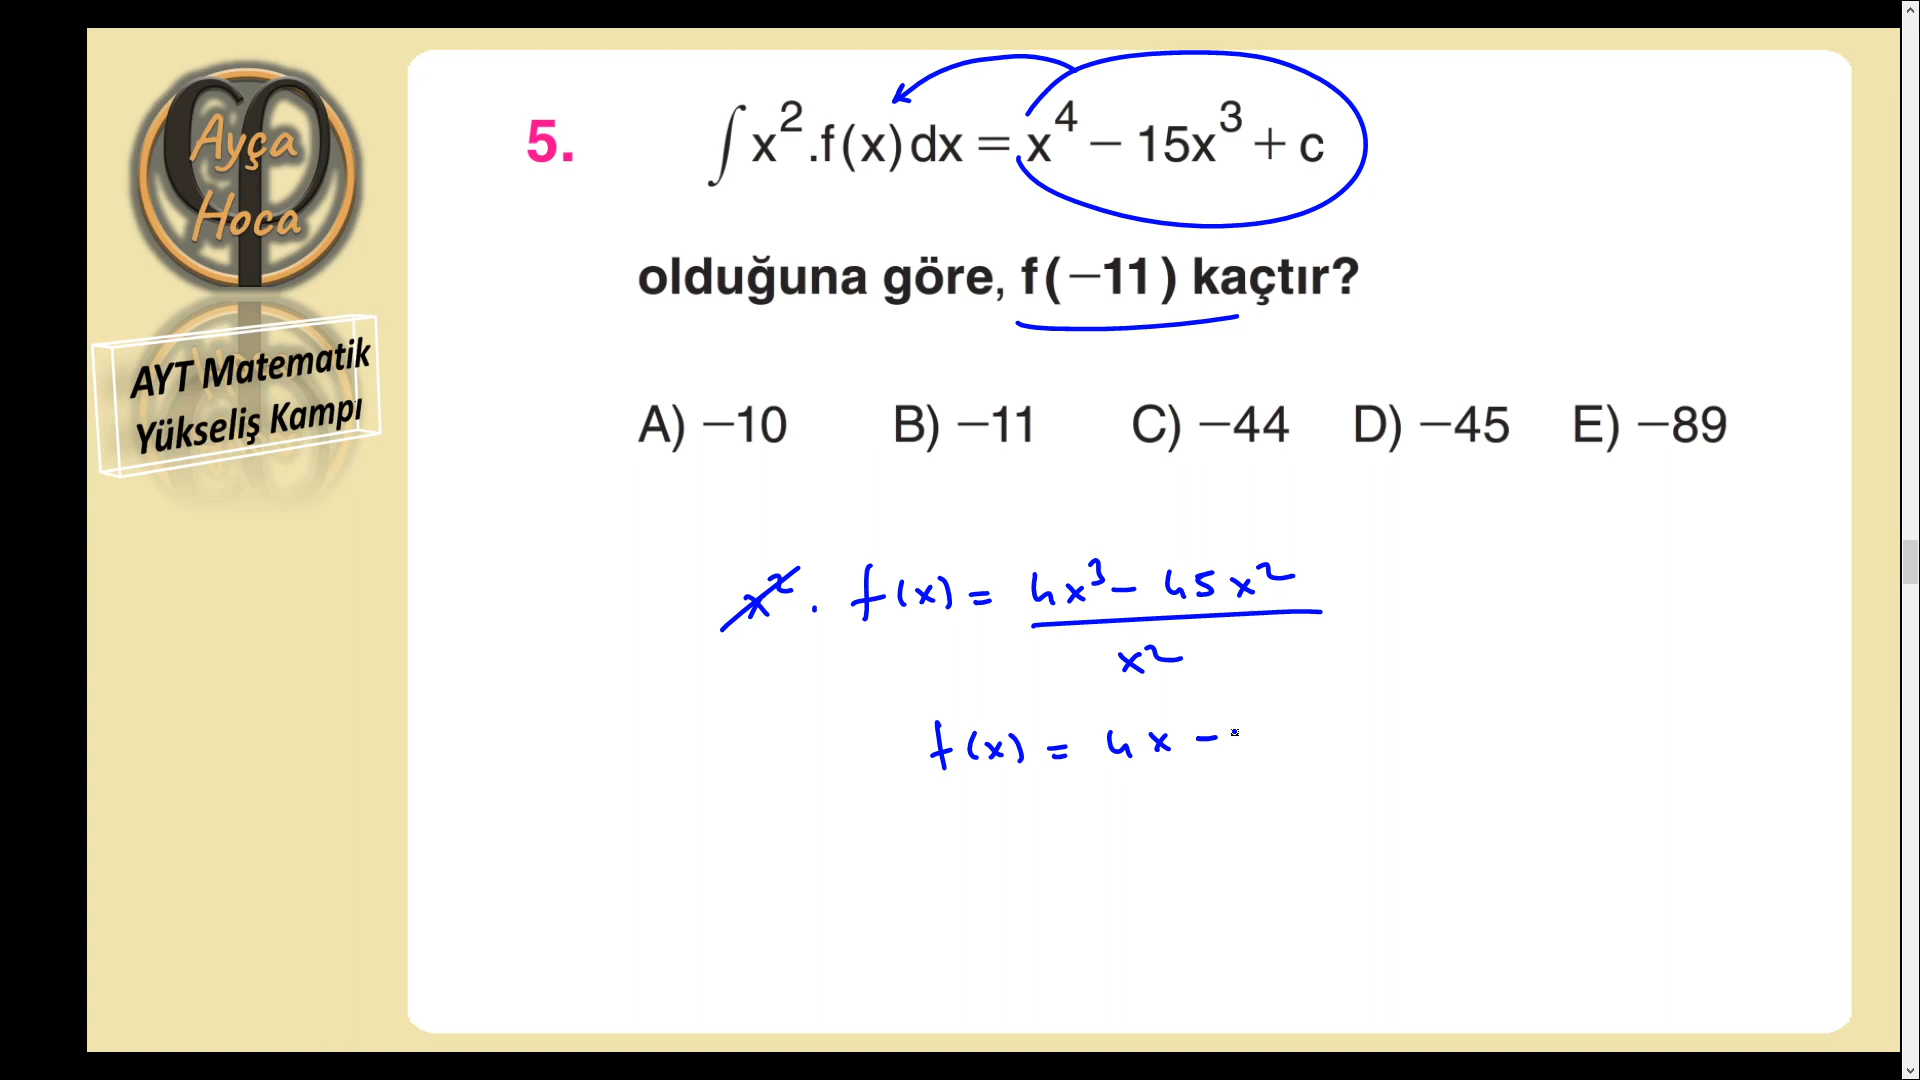 Ayça
Hoca
AYT Matematik
Yükseliş Kampı
5. ∫x².f(x)dx = x⁴ − 15x³ + c
olduğuna göre, f(−11) kaçtır?
A) −10 B) −11 C) −44 D) −45 E) −89
x² . f(x) = 4x³ − 45x²
x²
f(x) = 4x −